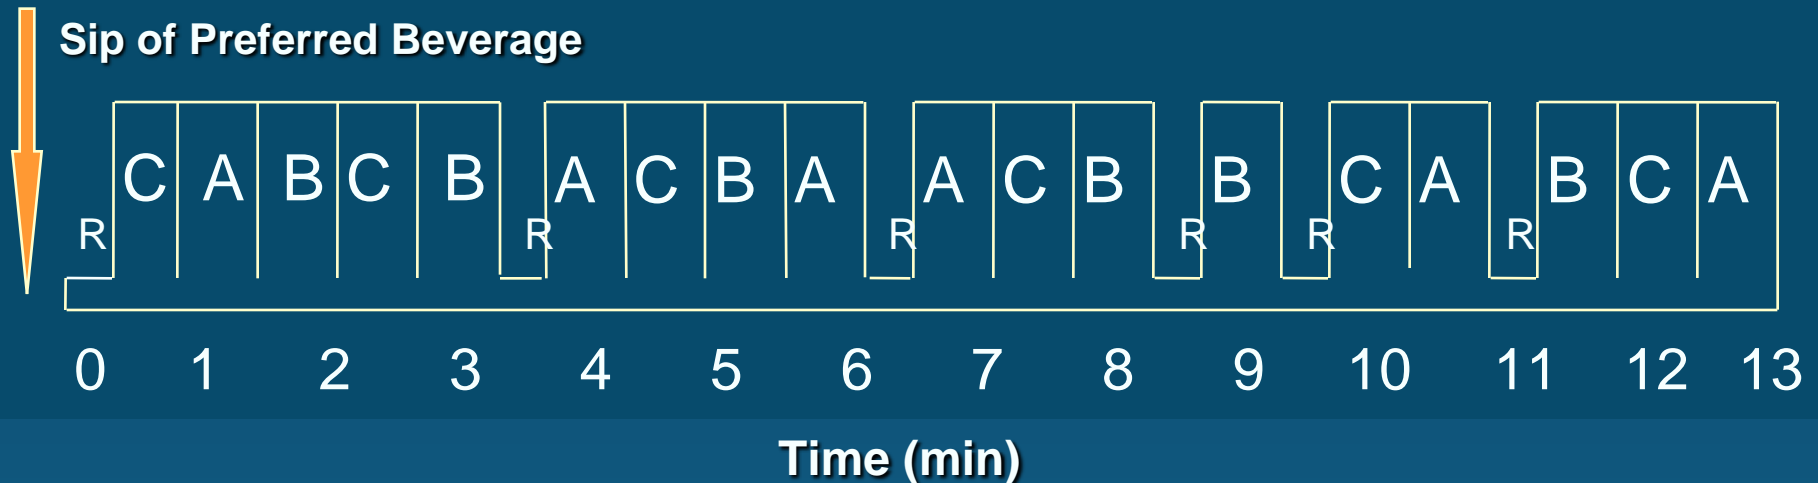 Sip of Preferred Beverage
C A B C B A C B A A C B B C A B C A
R R R R R R
0 1 2 3 4 5 6 7 8 9 10 11 12 13
Time (min)